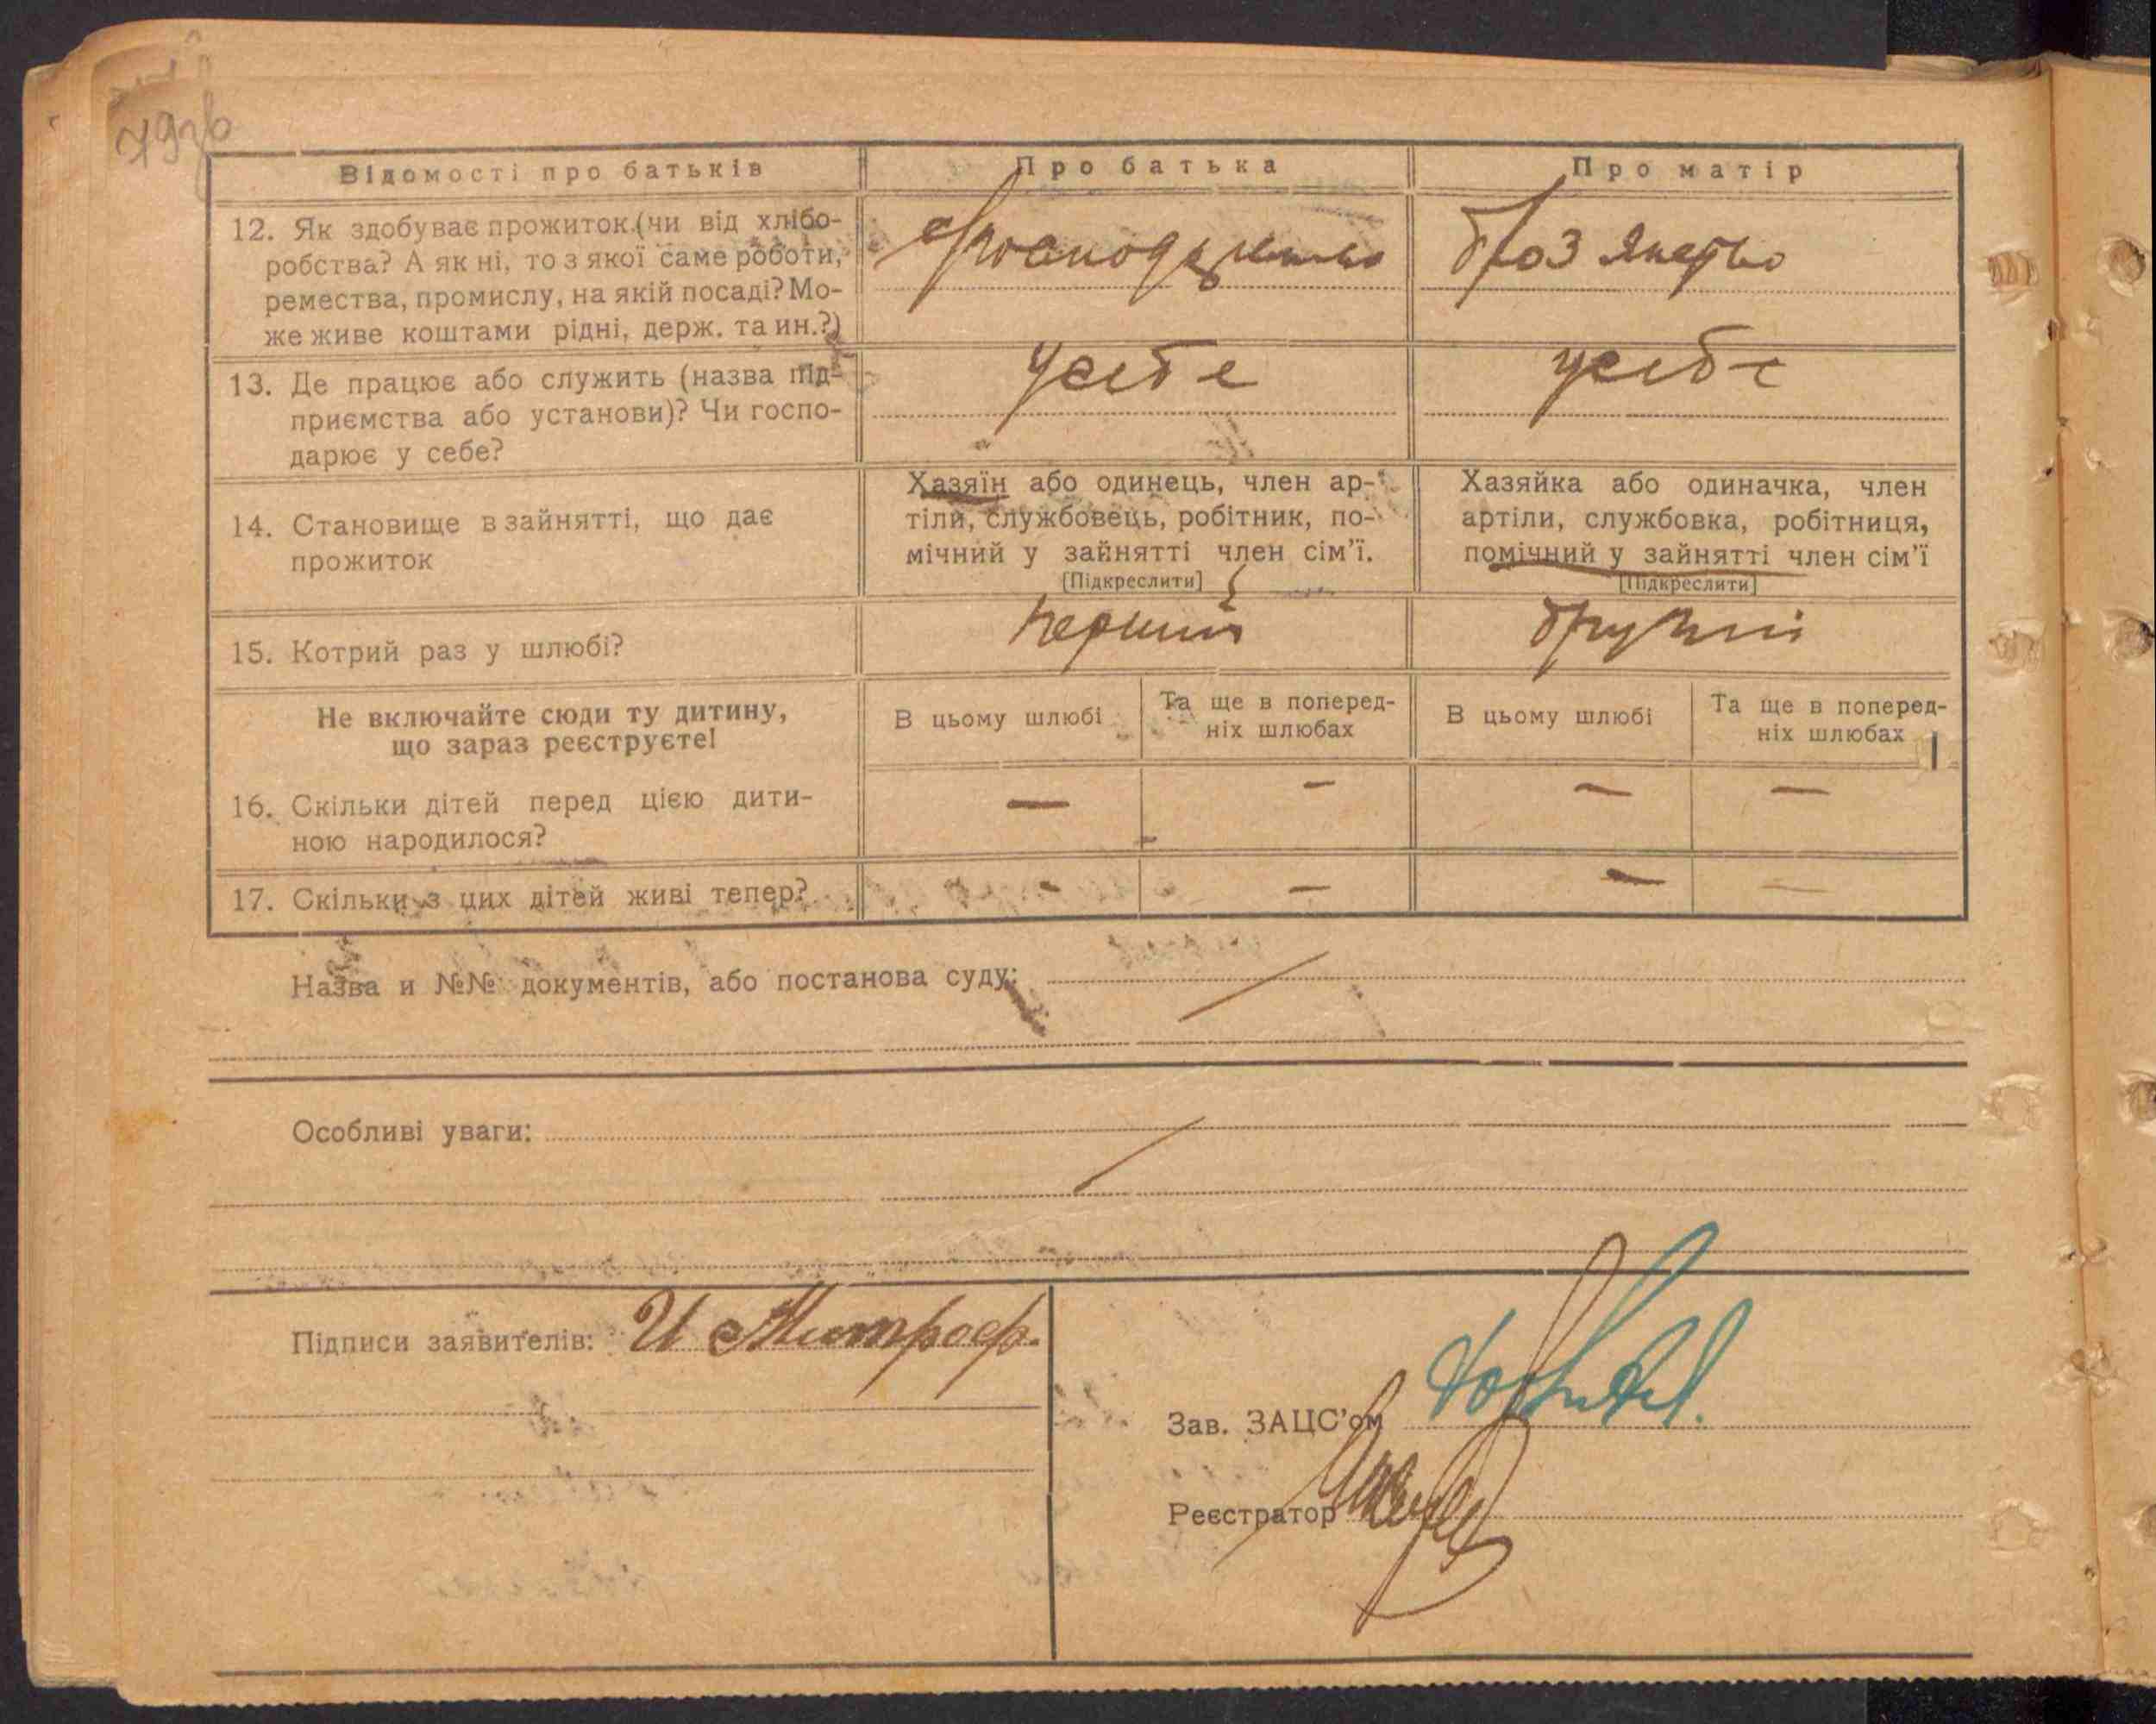 Відомості про батьків
Про батька
Про матір
12. Як здобуває прожиток (чи від хлібо-
робства? А як ні, то з якої саме роботи,
ремества, промислу, на якій посаді? Мо-
же живе коштами рідні, держ. та ин.?)
13. Де працює або служить (назва під-
приємства або установи)? Чи госпо-
дарює у себе?
усебе
усебе
14. Становище в зайнятті, що дає
прожиток
Хазяїн або одинець, член ар-
тіли, службовець, робітник, по-
мічний у зайнятті член сім'ї.
[Підкреслити]
Хазяйка або одиначка, член
артіли, службовка, робітниця,
помічний у зайнятті член сім'ї
[Підкреслити]
15. Котрий раз у шлюбі?
перший
другий
Не включайте сюди ту дитину,
що зараз реєструєте!
В цьому шлюбі
Та ще в поперед-
ніх шлюбах
В цьому шлюбі
Та ще в поперед-
ніх шлюбах
16. Скільки дітей перед цією дити-
ною народилося?
—
—
—
—
17. Скільки з цих дітей живі тепер?
-
—
—
—
Назва и №№ документів, або постанова суду:
Особливі уваги:
Підписи заявителів: И Митроф.
Зав. ЗАЦС'ом
Реєстратор